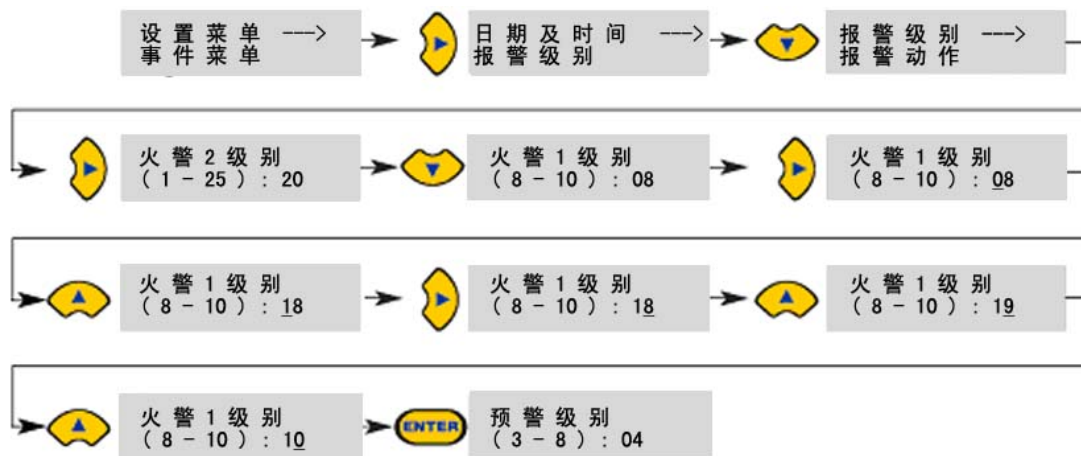 设置菜单 --->
事件菜单
日期及时间 --->
报警级别
报警级别 --->
报警动作
火警2级别
(1-25):20
火警1级别
(8-10):08
火警1级别
(8-10):08
火警1级别
(8-10):18
火警1级别
(8-10):18
火警1级别
(8-10):19
火警1级别
(8-10):10
ENTER
预警级别
(3-8):04